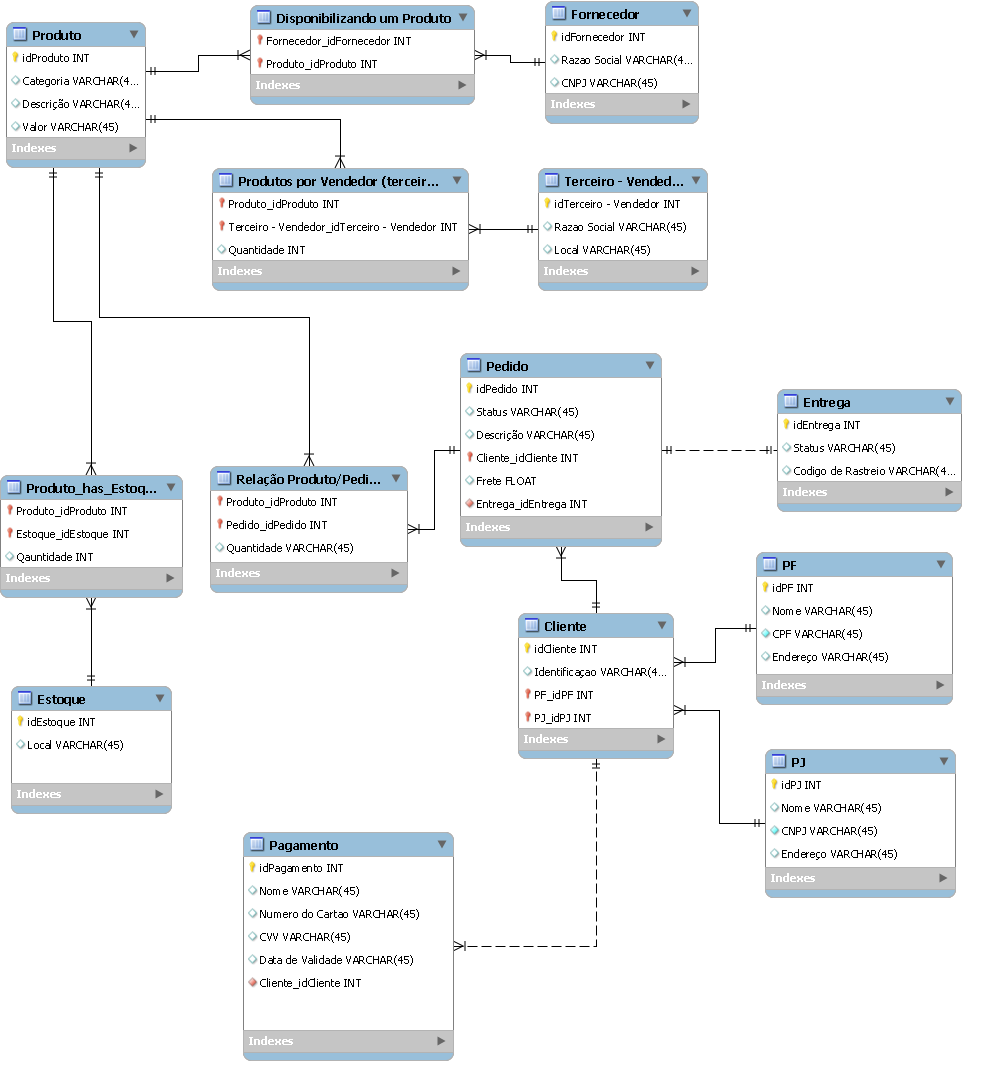 Produto
idProduto INT
Categoria VARCHAR(4...
Descrição VARCHAR(4...
Valor VARCHAR(45)
Indexes
Disponibilizando um Produto
Fornecedor_idFornecedor INT
Produto_idProduto INT
Indexes
Fornecedor
idFornecedor INT
Razao Social VARCHAR(4...
CNPJ VARCHAR(45)
Indexes
Produtos por Vendedor (terceir...
Produto_idProduto INT
Terceiro - Vendedor_idTerceiro - Vendedor INT
Quantidade INT
Indexes
Terceiro - Vended...
idTerceiro - Vendedor INT
Razao Social VARCHAR(45)
Local VARCHAR(45)
Indexes
Pedido
idPedido INT
Status VARCHAR(45)
Descrição VARCHAR(45)
Cliente_idCliente INT
Frete FLOAT
Entrega_idEntrega INT
Indexes
Entrega
idEntrega INT
Status VARCHAR(45)
Codigo de Rastreio VARCHAR(4...
Indexes
Produto_has_Estoq...
Produto_idProduto INT
Estoque_idEstoque INT
Qauntidade INT
Indexes
Relação Produto/Pedi...
Produto_idProduto INT
Pedido_idPedido INT
Quantidade VARCHAR(45)
Indexes
PF
idPF INT
Nome VARCHAR(45)
CPF VARCHAR(45)
Endereço VARCHAR(45)
Indexes
Cliente
idCliente INT
Identificaçao VARCHAR(4...
PF_idPF INT
PJ_idPJ INT
Indexes
Estoque
idEstoque INT
Local VARCHAR(45)
Indexes
PJ
idPJ INT
Nome VARCHAR(45)
CNPJ VARCHAR(45)
Endereço VARCHAR(45)
Indexes
Pagamento
idPagamento INT
Nome VARCHAR(45)
Numero do Cartao VARCHAR(45)
CVV VARCHAR(45)
Data de Validade VARCHAR(45)
Cliente_idCliente INT
Indexes